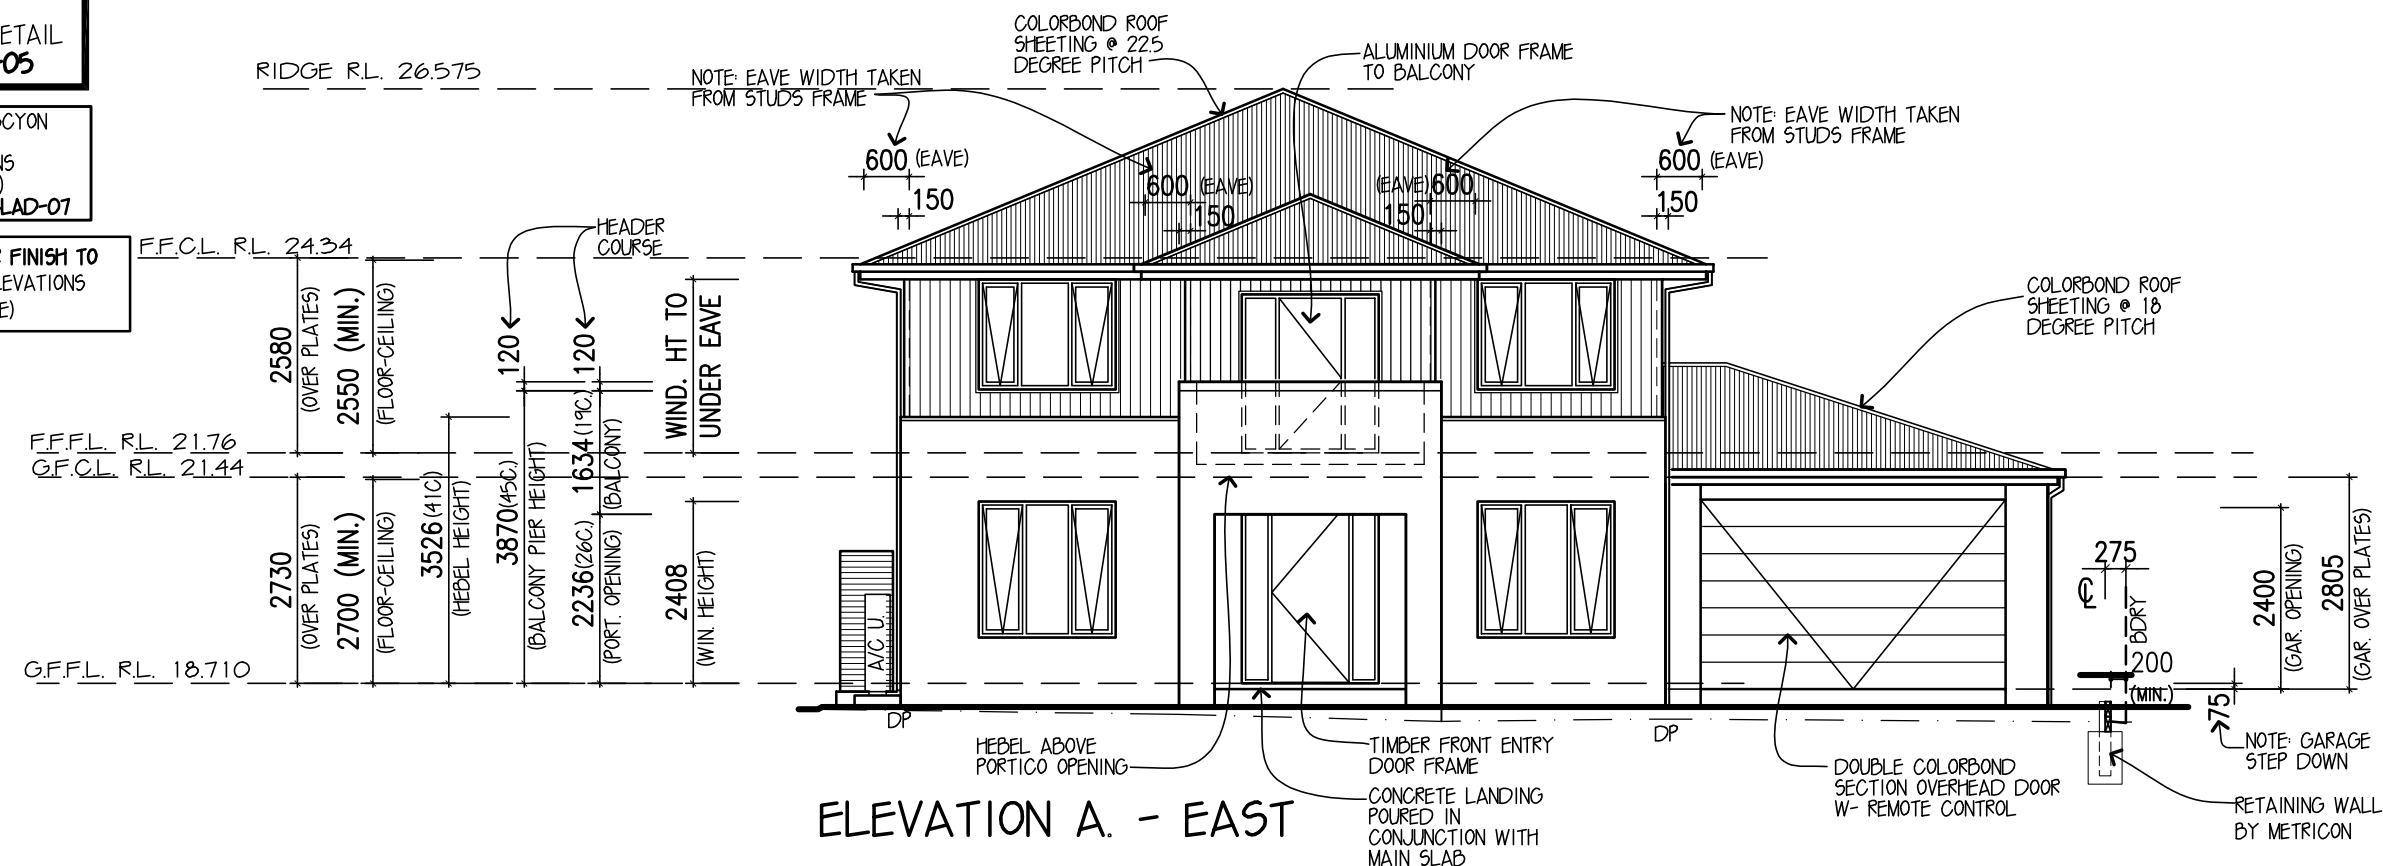 ETAIL
-05
CYON
NS
)
LAD-07
FINISH TO
LEVATIONS
E)
RIDGE R.L. 26.575
F.F.C.L. R.L. 24.34
F.F.F.L. R.L. 21.76
G.F.C.L. R.L. 21.44
G.F.F.L. R.L. 18.710
2580
(OVER PLATES)
2550 (MIN.)
(FLOOR-CEILING)
2730
(OVER PLATES)
2700 (MIN.)
(FLOOR-CEILING)
3526 (41C)
(HEBEL HEIGHT)
HEADER
COURSE
120
120
3870 (45C.)
(BALCONY PIER HEIGHT)
1634 (19C.)
(BALCONY)
2236 (26C.)
(PORT. OPENING)
WIND. HT TO
UNDER EAVE
2408
(WIN. HEIGHT)
NOTE: EAVE WIDTH TAKEN
FROM STUDS FRAME
600 (EAVE)
150
COLORBOND ROOF
SHEETING @ 22.5
DEGREE PITCH
ALUMINIUM DOOR FRAME
TO BALCONY
600 (EAVE)
150
(EAVE) 600
150
NOTE: EAVE WIDTH TAKEN
FROM STUDS FRAME
600 (EAVE)
150
COLORBOND ROOF
SHEETING @ 18
DEGREE PITCH
A/C U.
DP
DP
275
CL
BDRY
200
(MIN.)
75
2400
(GAR. OPENING)
2805
(GAR. OVER PLATES)
HEBEL ABOVE
PORTICO OPENING
TIMBER FRONT ENTRY
DOOR FRAME
CONCRETE LANDING
POURED IN
CONJUNCTION WITH
MAIN SLAB
DOUBLE COLORBOND
SECTION OVERHEAD DOOR
W- REMOTE CONTROL
NOTE: GARAGE
STEP DOWN
RETAINING WALL
BY METRICON
ELEVATION A. - EAST